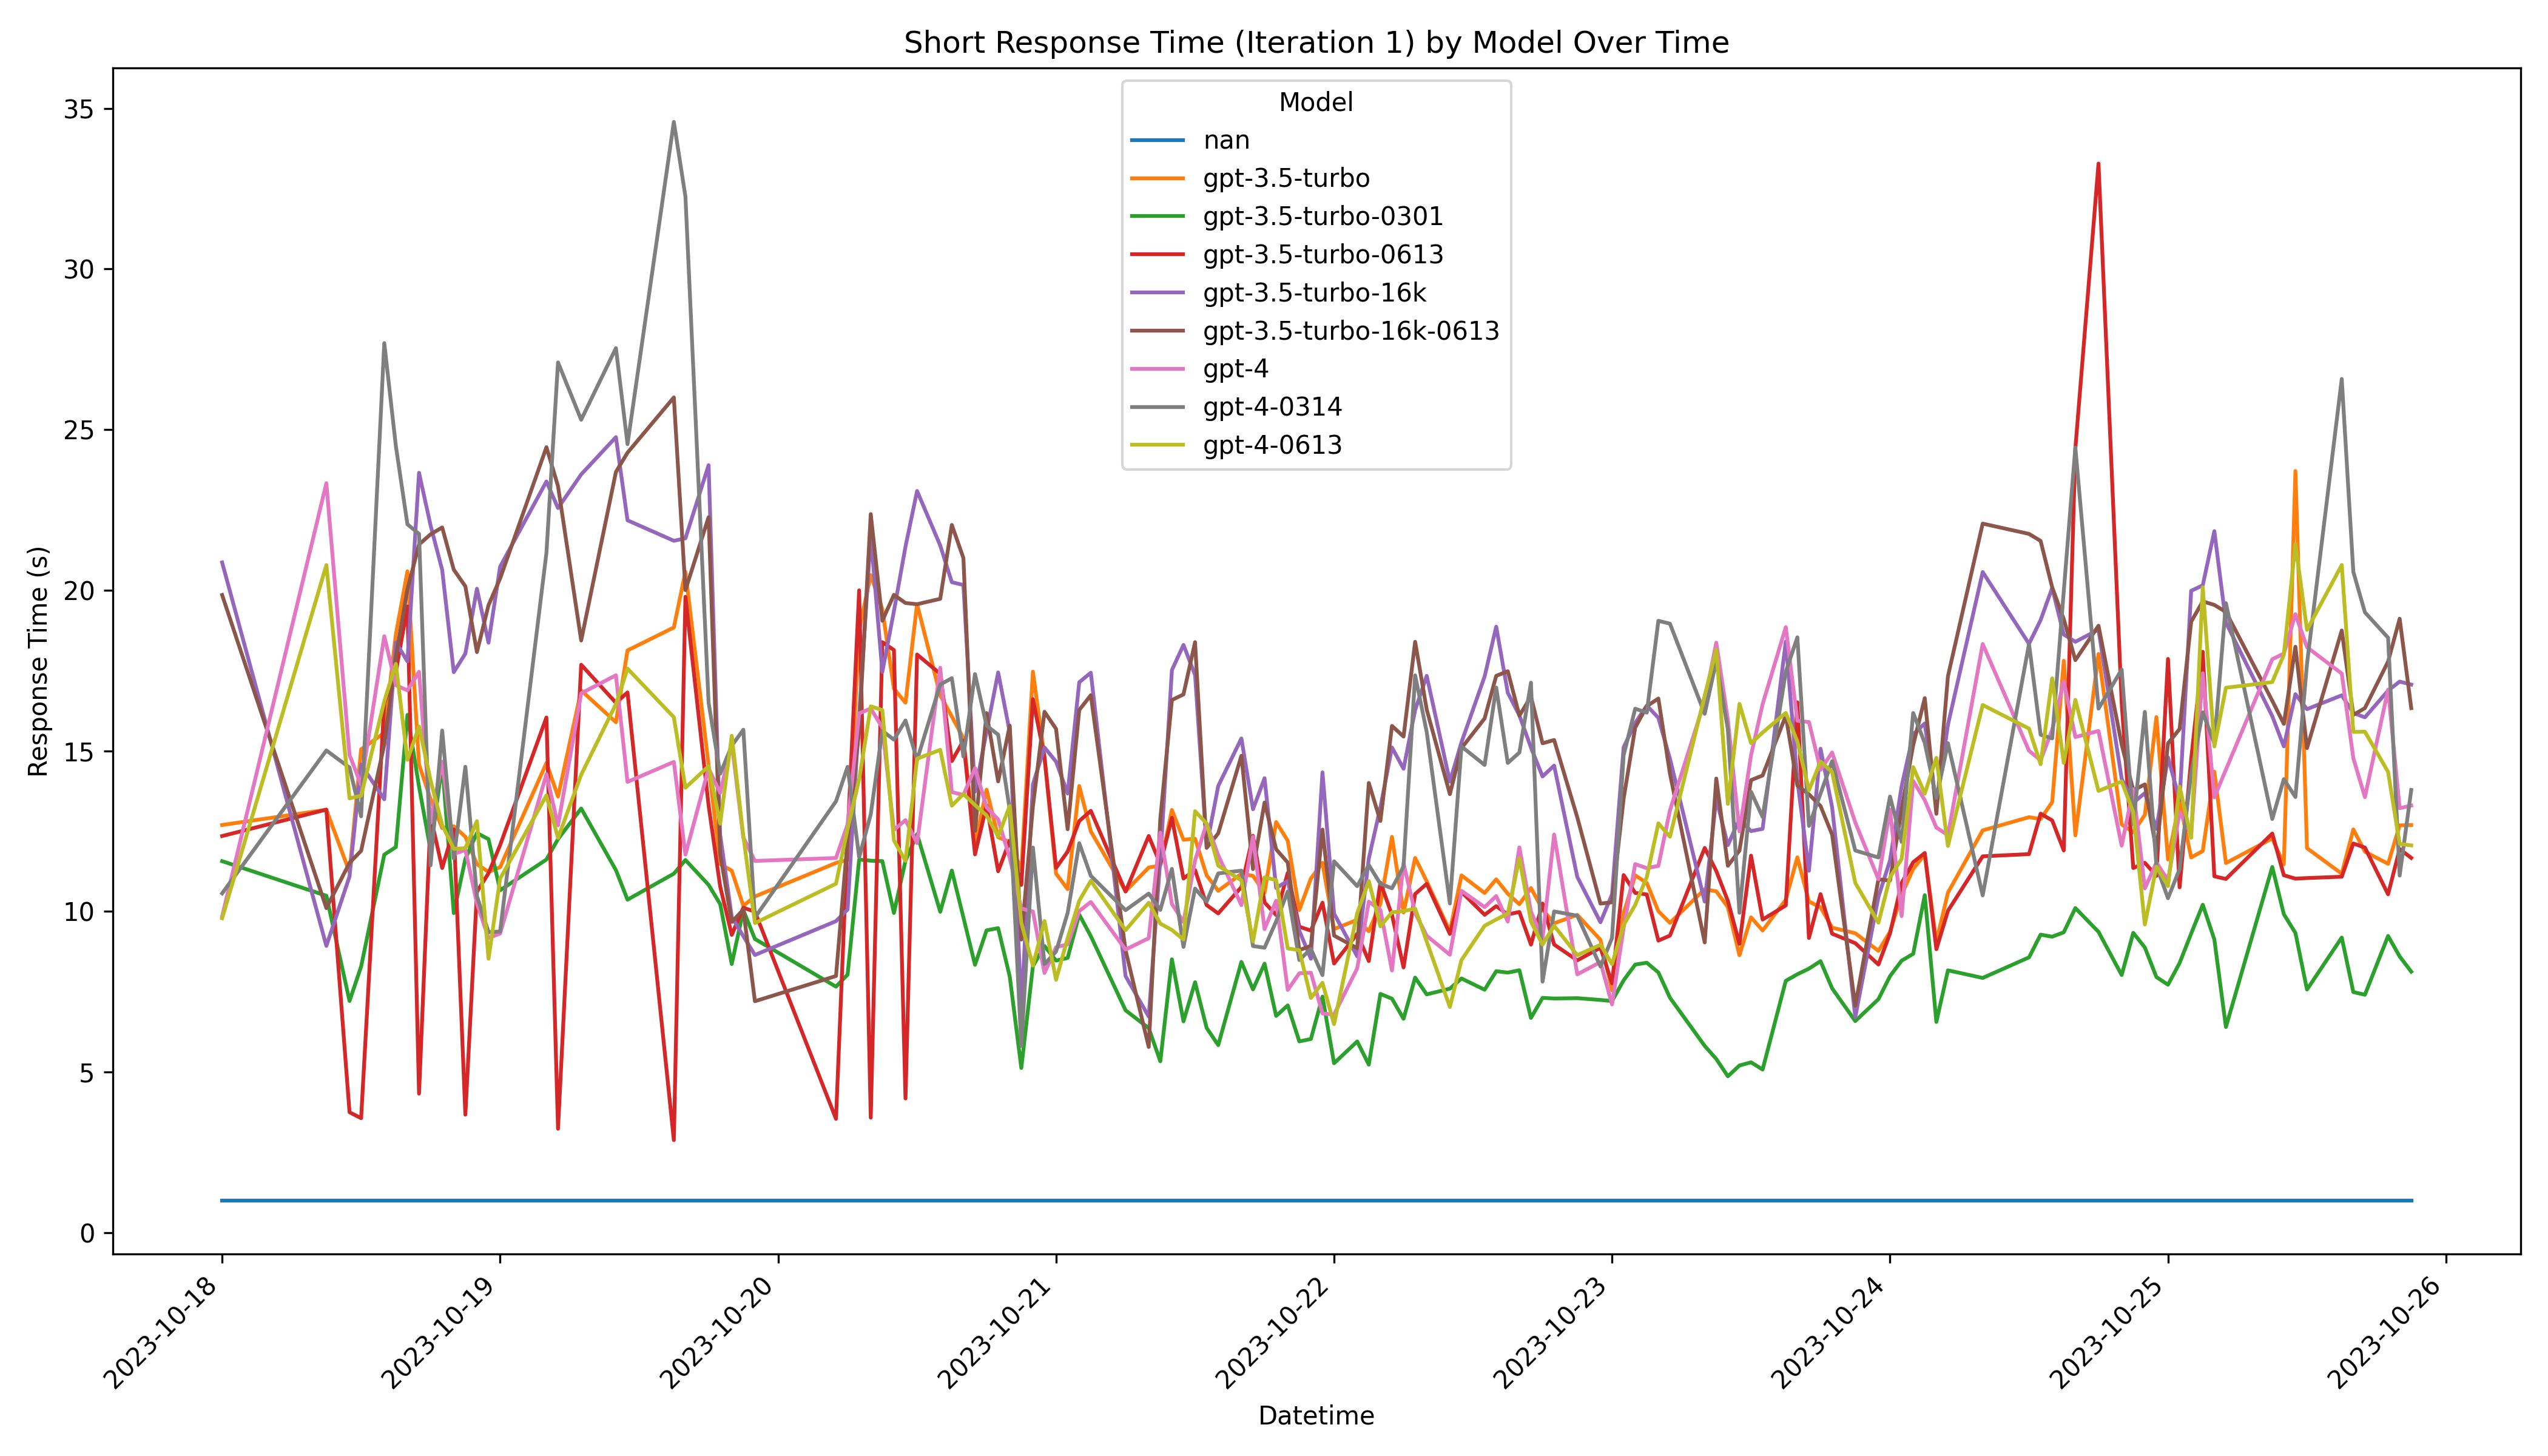 Short Response Time (Iteration 1) by Model Over Time
Model
nan
gpt-3.5-turbo
gpt-3.5-turbo-0301
gpt-3.5-turbo-0613
gpt-3.5-turbo-16k
gpt-3.5-turbo-16k-0613
gpt-4
gpt-4-0314
gpt-4-0613
Response Time (s)
35
30
25
20
15
10
5
0
2023-10-18
2023-10-19
2023-10-20
2023-10-21
2023-10-22
2023-10-23
2023-10-24
2023-10-25
2023-10-26
Datetime